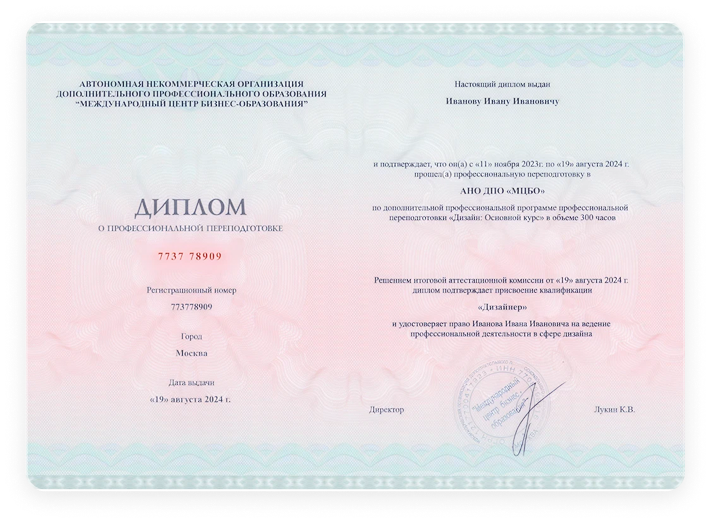 АВТОНОМНАЯ НЕКОММЕРЧЕСКАЯ ОРГАНИЗАЦИЯ
ДОПОЛНИТЕЛЬНОГО ПРОФЕССИОНАЛЬНОГО ОБРАЗОВАНИЯ
“МЕЖДУНАРОДНЫЙ ЦЕНТР БИЗНЕС-ОБРАЗОВАНИЯ”
ДИПЛОМ
О ПРОФЕССИОНАЛЬНОЙ ПЕРЕПОДГОТОВКЕ
7737 78909
Регистрационный номер
773778909
Город
Москва
Дата выдачи
«19» августа 2024 г.
Настоящий диплом выдан
Иванову Ивану Ивановичу
и подтверждает, что он(а) с «11» ноября 2023г. по «19» августа 2024 г.
прошел(а) профессиональную переподготовку в
АНО ДПО «МЦБО»
по дополнительной профессиональной программе профессиональной
переподготовки «Дизайн: Основной курс» в объеме 300 часов
Решением итоговой аттестационной комиссии от «19» августа 2024 г.
диплом подтверждает присвоение квалификации
«Дизайнер»
и удостоверяет право Иванова Ивана Ивановича на ведение
профессиональной деятельности в сфере дизайна
"Международный
центр бизнес-
образования"
Директор
Лукин К.В.